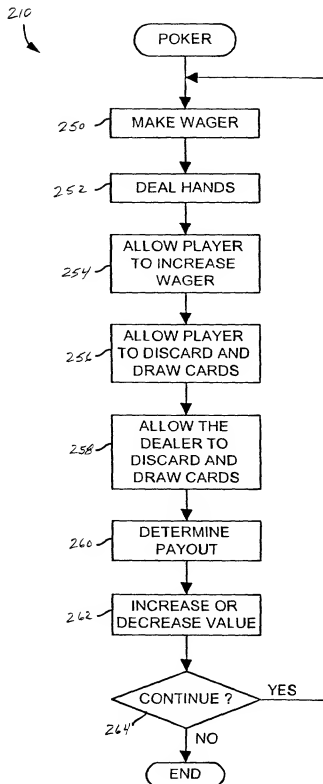 210
POKER
250
MAKE WAGER
252
DEAL HANDS
254
ALLOW PLAYER
TO INCREASE
WAGER
256
ALLOW PLAYER
TO DISCARD AND
DRAW CARDS
258
ALLOW THE
DEALER TO
DISCARD AND
DRAW CARDS
260
DETERMINE
PAYOUT
262
INCREASE OR
DECREASE VALUE
CONTINUE ?
YES
264
NO
END